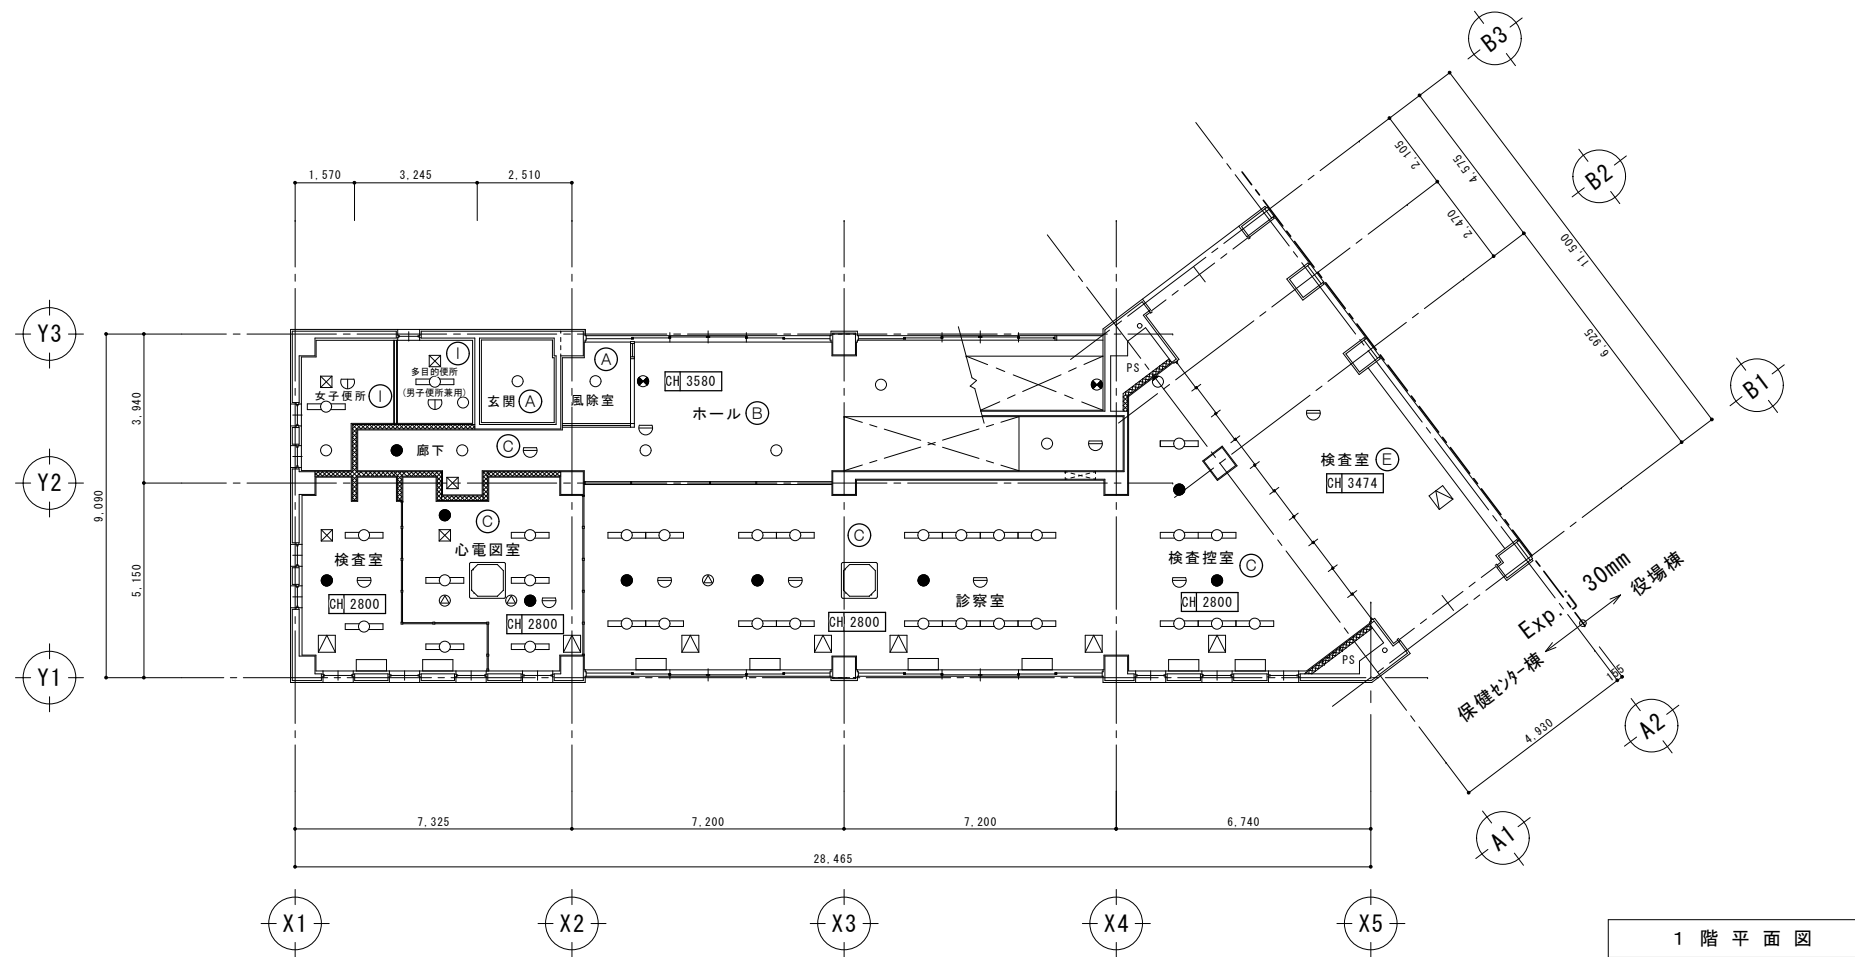 B3
2,105
4,575
B2
2,470
11,500
1,570
3,245
2,510
6,925
B1
Y3
Y2
Y1
3,940
5,150
9,090
女子便所
I
多目的便所
(男子便所兼用)
I
玄関
A
風除室
A
CH 3580
ホール
B
PS
廊下
C
検査室
E
CH 3474
検査室
CH 2800
心電図室
C
CH 2800
C
診察室
CH 2800
検査控室
C
CH 2800
PS
Exp.j 30mm
役場棟
保健センター棟
155
4,930
A2
A1
7,325
7,200
7,200
6,740
28,465
X1
X2
X3
X4
X5
1 階 平 面 図